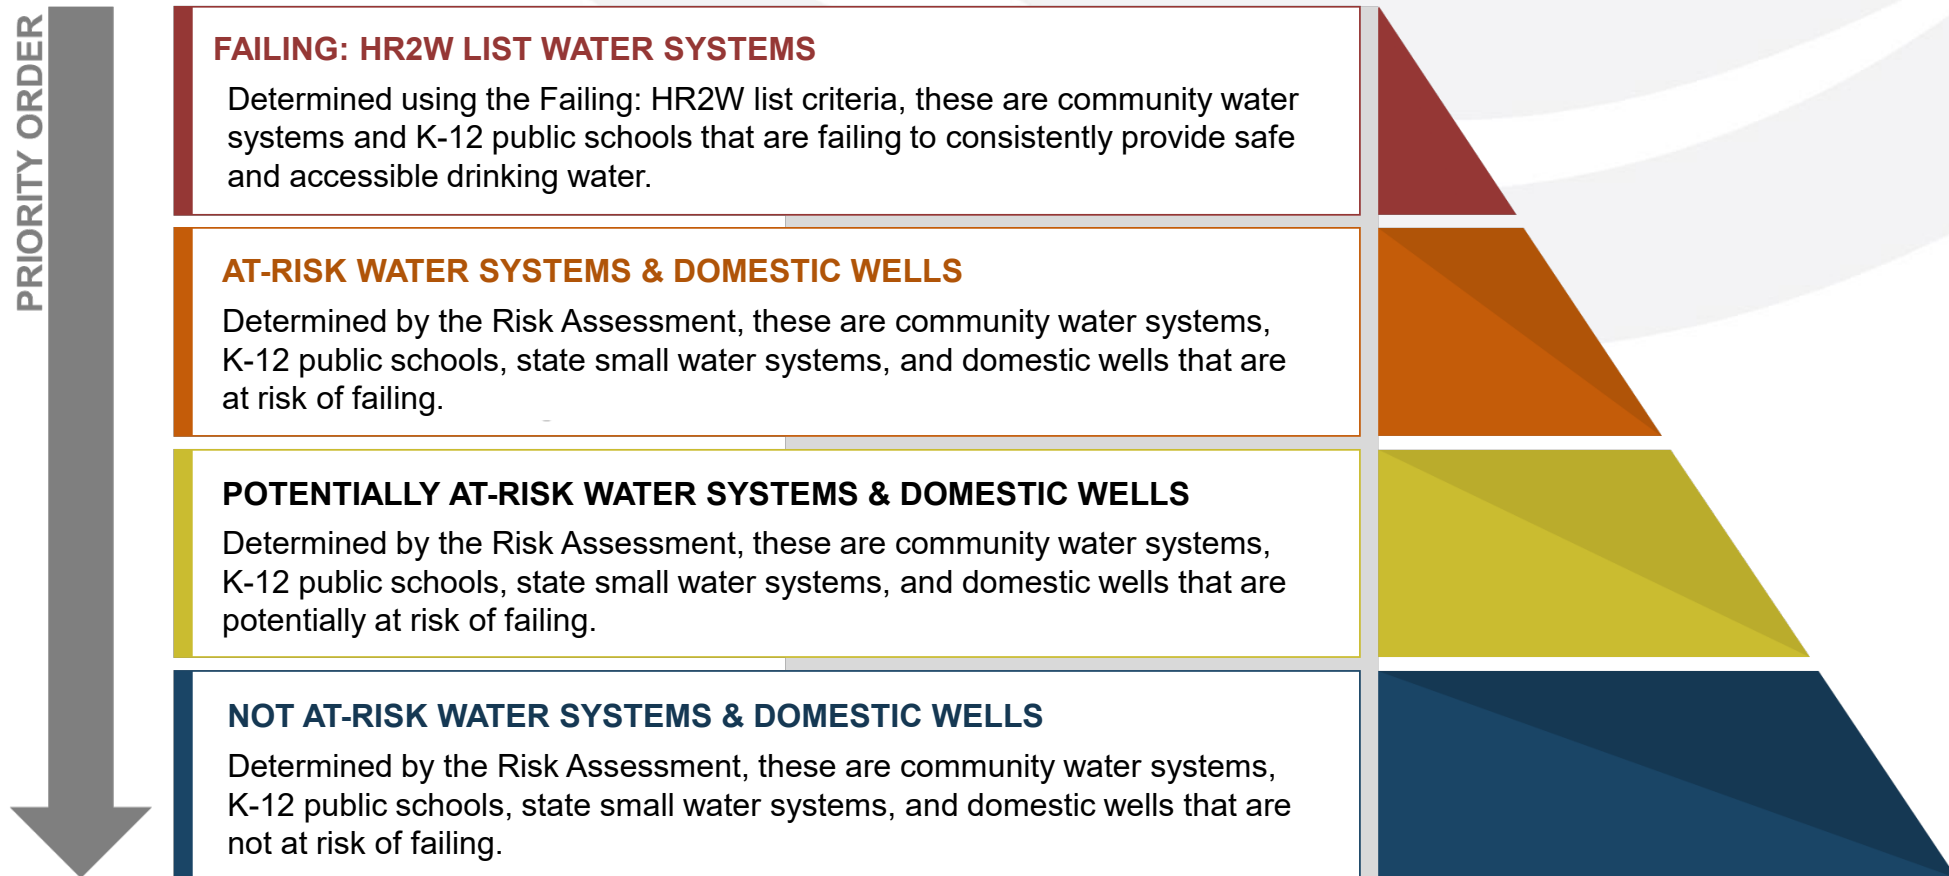 PRIORITY ORDER
FAILING: HR2W LIST WATER SYSTEMS
Determined using the Failing: HR2W list criteria, these are community water
systems and K-12 public schools that are failing to consistently provide safe
and accessible drinking water.
AT-RISK WATER SYSTEMS & DOMESTIC WELLS
Determined by the Risk Assessment, these are community water systems,
K-12 public schools, state small water systems, and domestic wells that are
at risk of failing.
POTENTIALLY AT-RISK WATER SYSTEMS & DOMESTIC WELLS
Determined by the Risk Assessment, these are community water systems,
K-12 public schools, state small water systems, and domestic wells that are
potentially at risk of failing.
NOT AT-RISK WATER SYSTEMS & DOMESTIC WELLS
Determined by the Risk Assessment, these are community water systems,
K-12 public schools, state small water systems, and domestic wells that are
not at risk of failing.